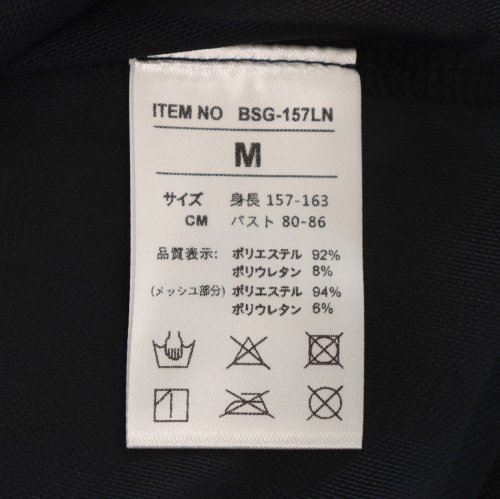 ITEM NO BSG-157LN
M
サイズ 身長 157-163
CM バスト 80-86
品質表示: ポリエステル 92%
ポリウレタン 8%
(メッシユ部分) ポリエステル 94%
ポリウレタン 6%